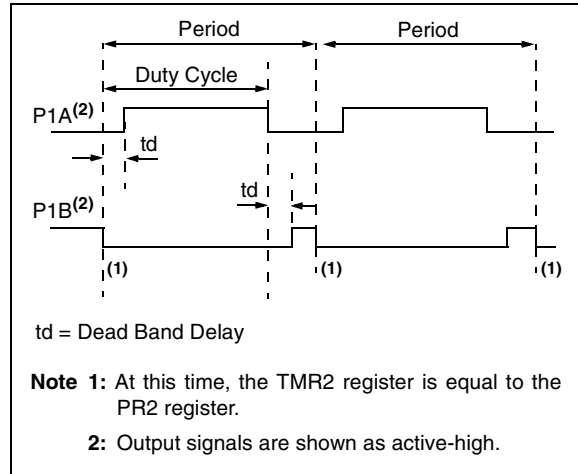 Period Period
Duty Cycle
P1A(2)
td
td
P1B(2)
(1) (1) (1)
td = Dead Band Delay
Note 1: At this time, the TMR2 register is equal to the
PR2 register.
2: Output signals are shown as active-high.